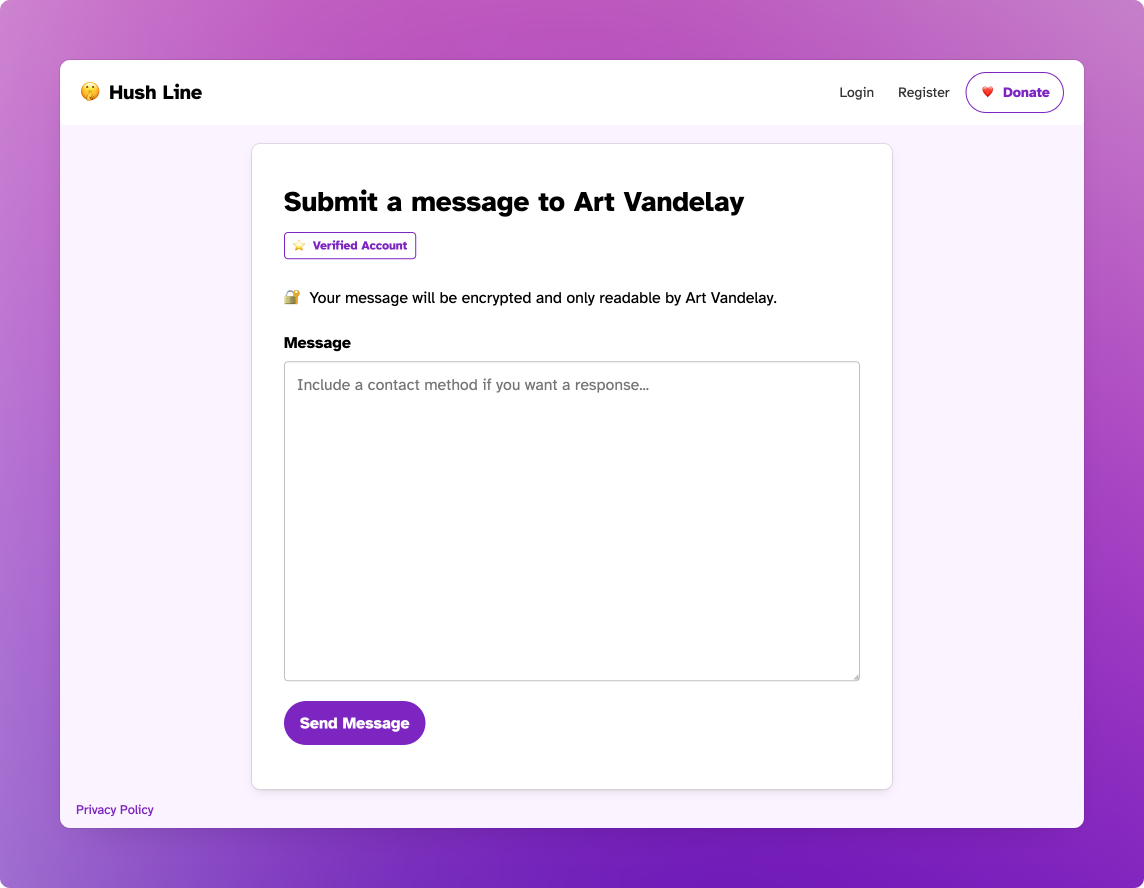 Hush Line
Login
Register
Donate
Submit a message to Art Vandelay
Verified Account
Your message will be encrypted and only readable by Art Vandelay.
Message
Include a contact method if you want a response...
Send Message
Privacy Policy